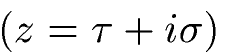 (z = τ + iσ)